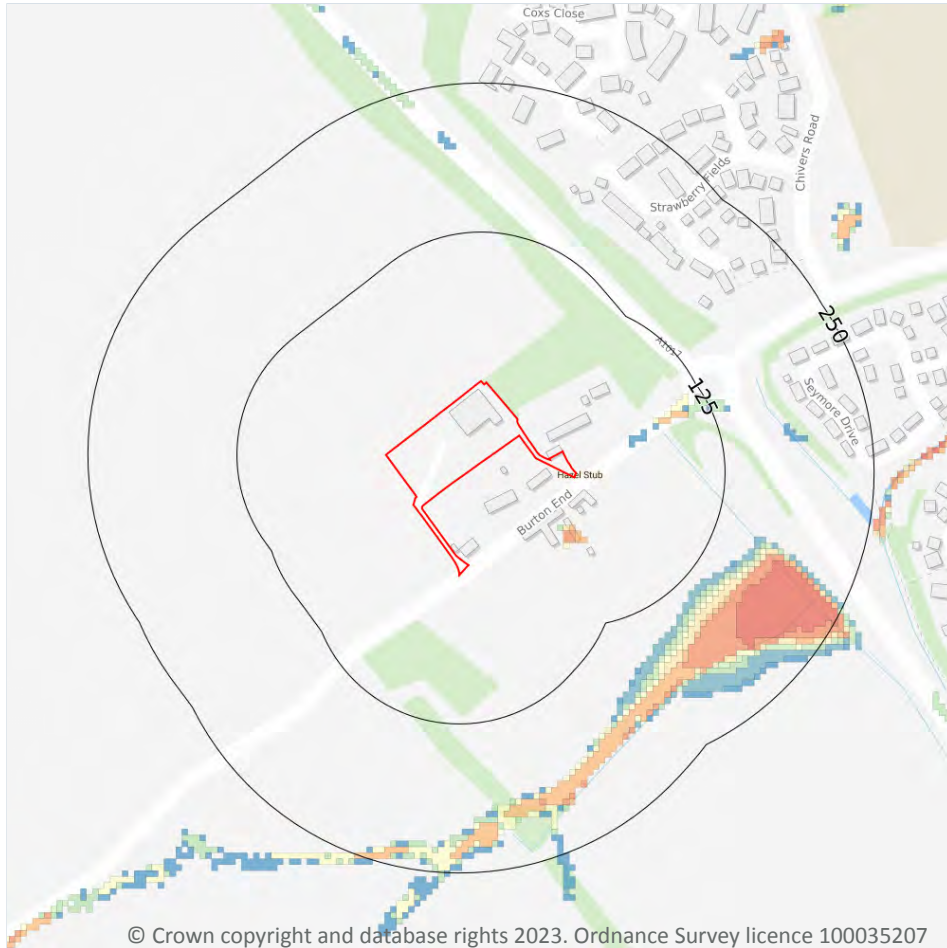 Coxs Close
Chivers Road
Strawberry Fields
250
A1017
125
Seymore Drive
Hazel Stub
Burton End
© Crown copyright and database rights 2023. Ordnance Survey licence 100035207